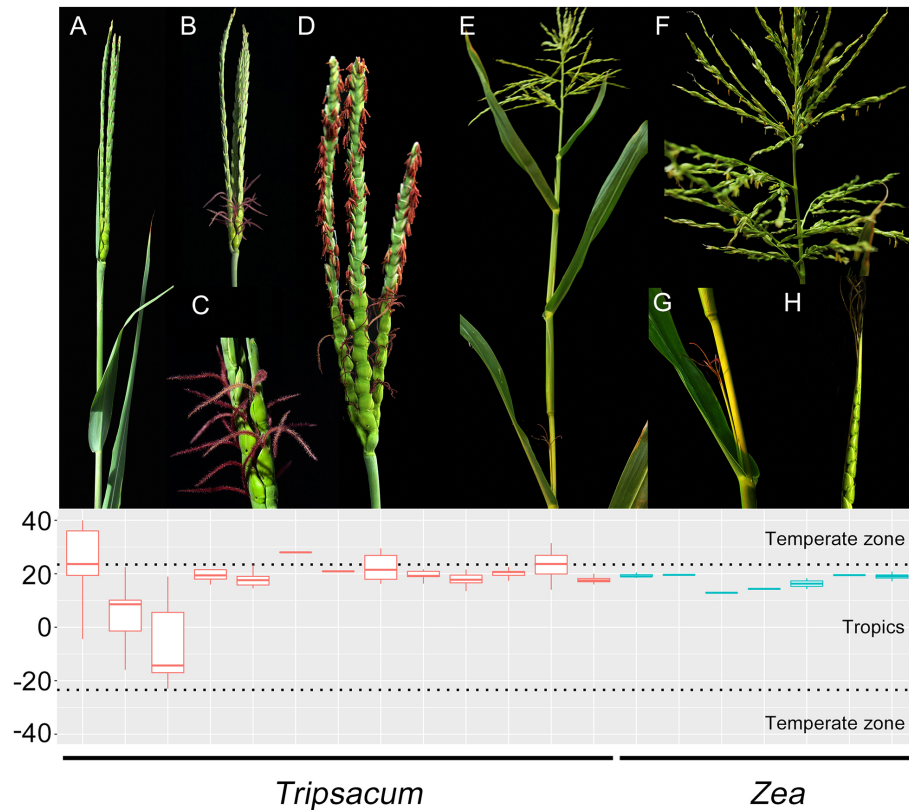 A B D E F
C G H
40
Temperate zone
20
0
Tropics
-20
Temperate zone
-40
Tripsacum Zea